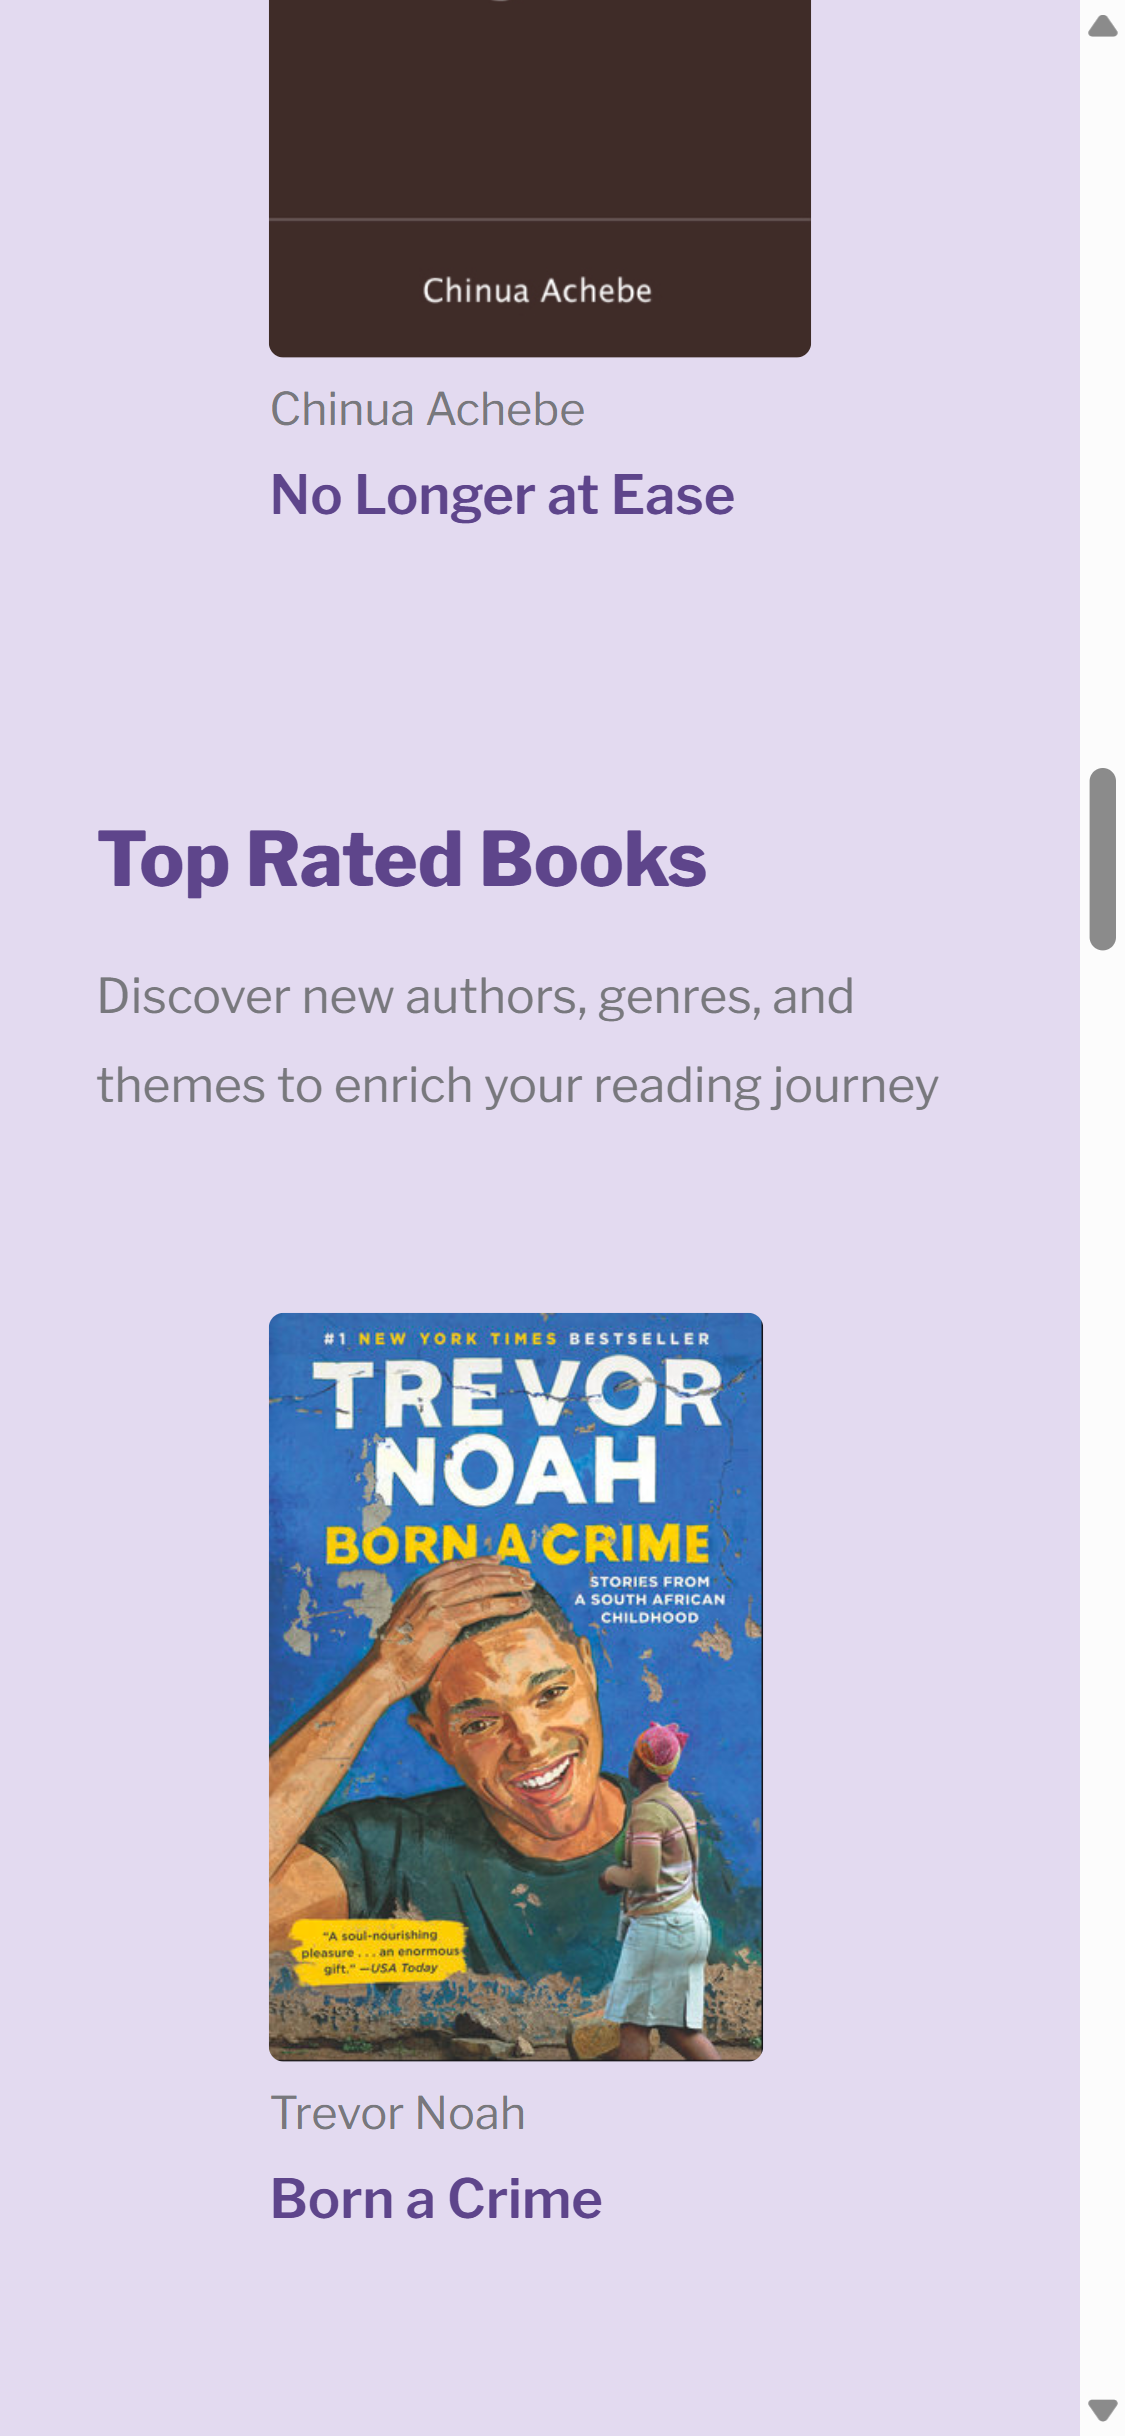 Chinua Achebe
Chinua Achebe
No Longer at Ease
Top Rated Books
Discover new authors, genres, and
themes to enrich your reading journey
#1 NEW YORK TIMES BESTSELLER
TREVOR
NOAH
BORN A CRIME
STORIES FROM
A SOUTH AFRICAN
CHILDHOOD
“A soul-nourishing
pleasure . . . an enormous
gift.” —USA Today
Trevor Noah
Born a Crime